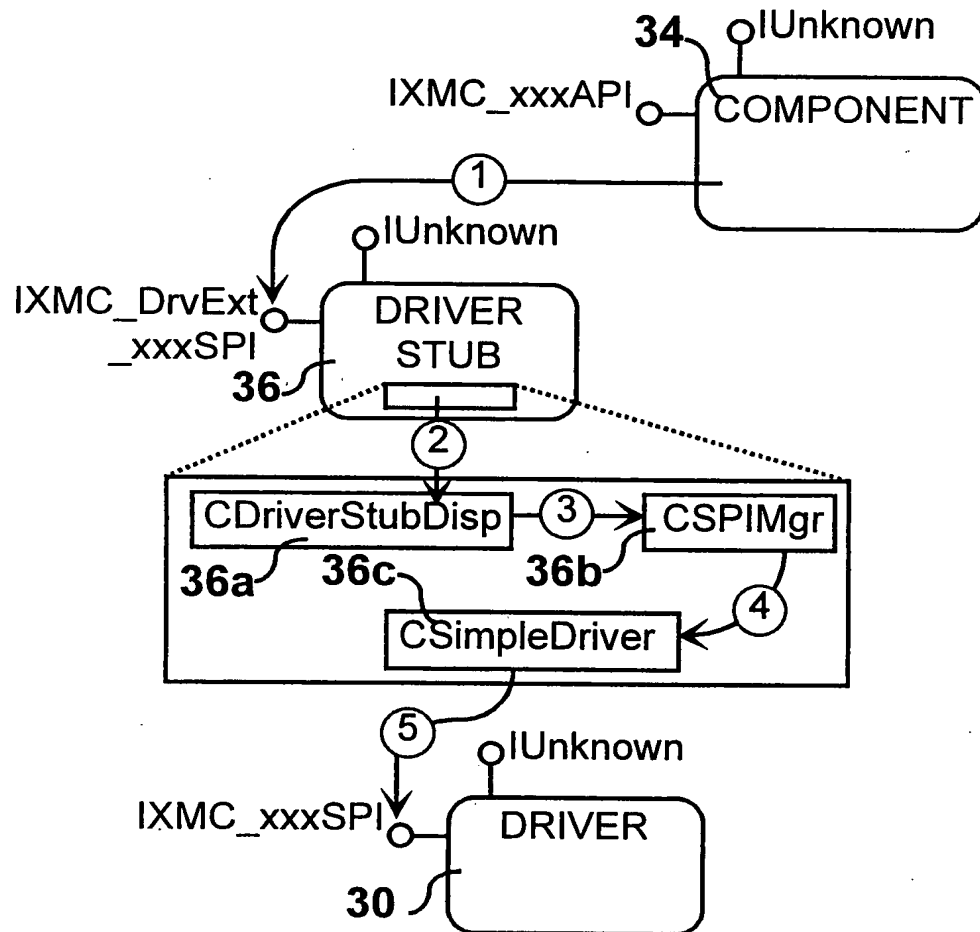 34
IUnknown
IXMC_xxxAPI
COMPONENT
1
IUnknown
IXMC_DrvExt
_xxxSPI
DRIVER
STUB
36
2
CDriverStubDisp
3
CSPIMgr
36a
36c
36b
4
CSimpleDriver
5
IUnknown
IXMC_xxxSPI
DRIVER
30